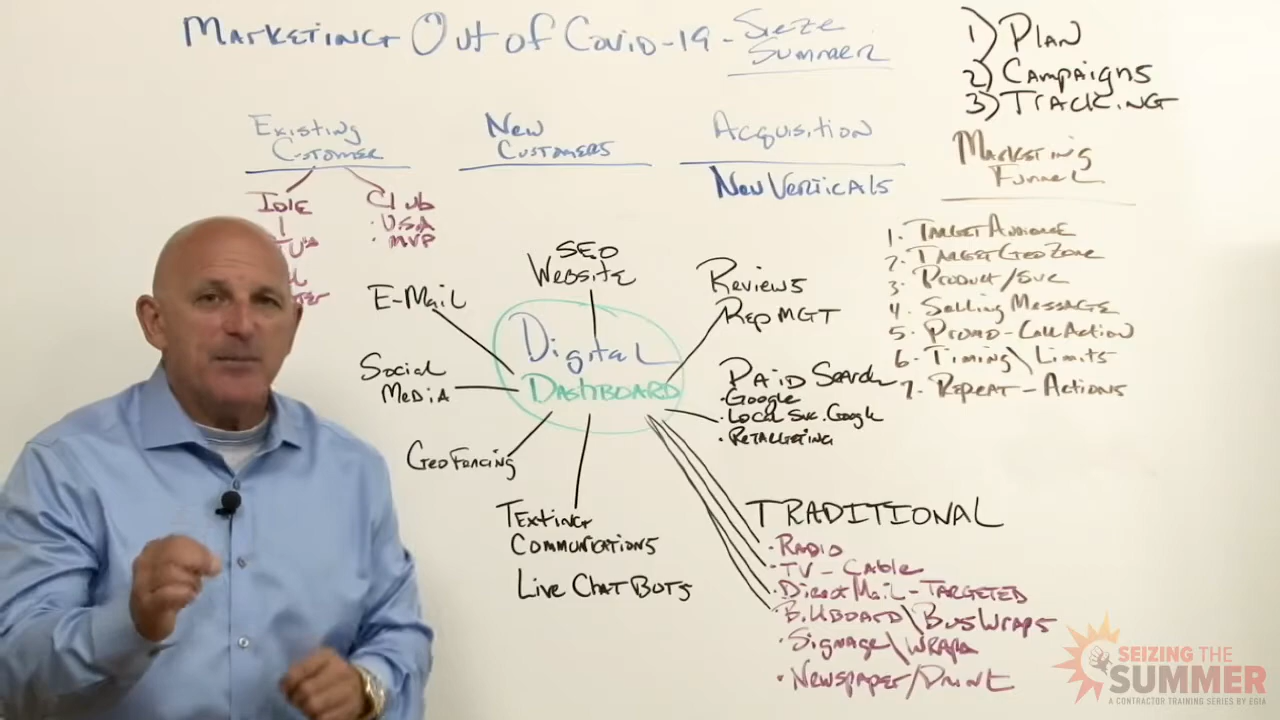 Marketing Out of Covid-19 - Sieze
Summer
1) Plan
2) Campaigns
3) Tracking
Existing
Customer
Idle
Club
• USA
• MVP
New
Customers
Acquisition
New Verticals
Marketing
Funnel
1. Target Audience
2. Target Geo Zone
3 Product/Svc
4. Selling Message
5. Promo - Call Action
6. Timing\Limits
7. Repeat - Actions
Digital
Dashboard
SEO
Website
E-Mail
Social
Media
GeoFencing
Texting
Communications
Live Chat Bots
Reviews
Rep MGT
Paid Search
• Google
• Local Svc. Google
• Retargeting
TRADITIONAL
• Radio
• TV - Cable
• Direct Mail - Targeted
• Billboard\Bus Wraps
• Signage\Wraps
• Newspaper/Print
SEIZING THE
SUMMER
A CONTRACTOR TRAINING SERIES BY EGIA